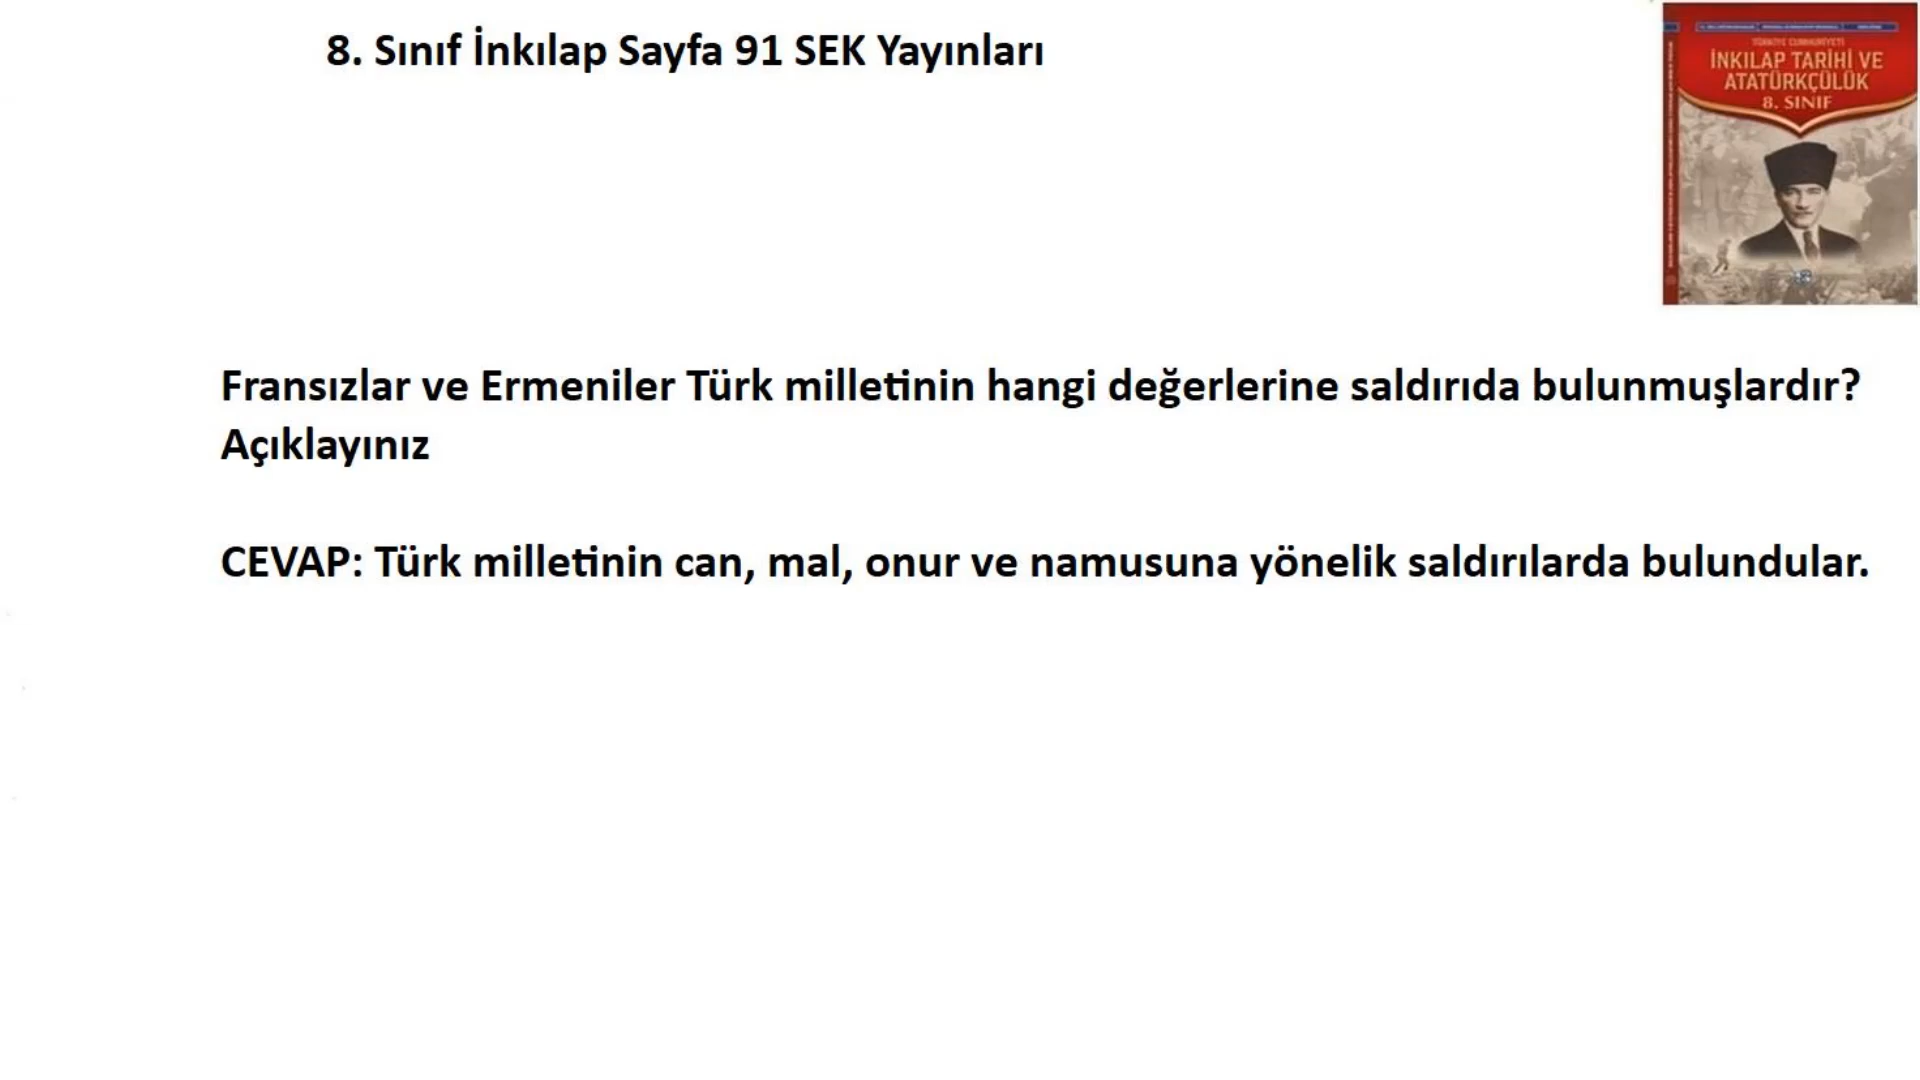 8. Sınıf İnkılap Sayfa 91 SEK Yayınları
TÜRKİYE CUMHURİYETİ
İNKILAP TARİHİ VE
ATATÜRKÇÜLÜK
8. SINIF
Fransızlar ve Ermeniler Türk milletinin hangi değerlerine saldırıda bulunmuşlardır?
Açıklayınız
CEVAP: Türk milletinin can, mal, onur ve namusuna yönelik saldırılarda bulundular.